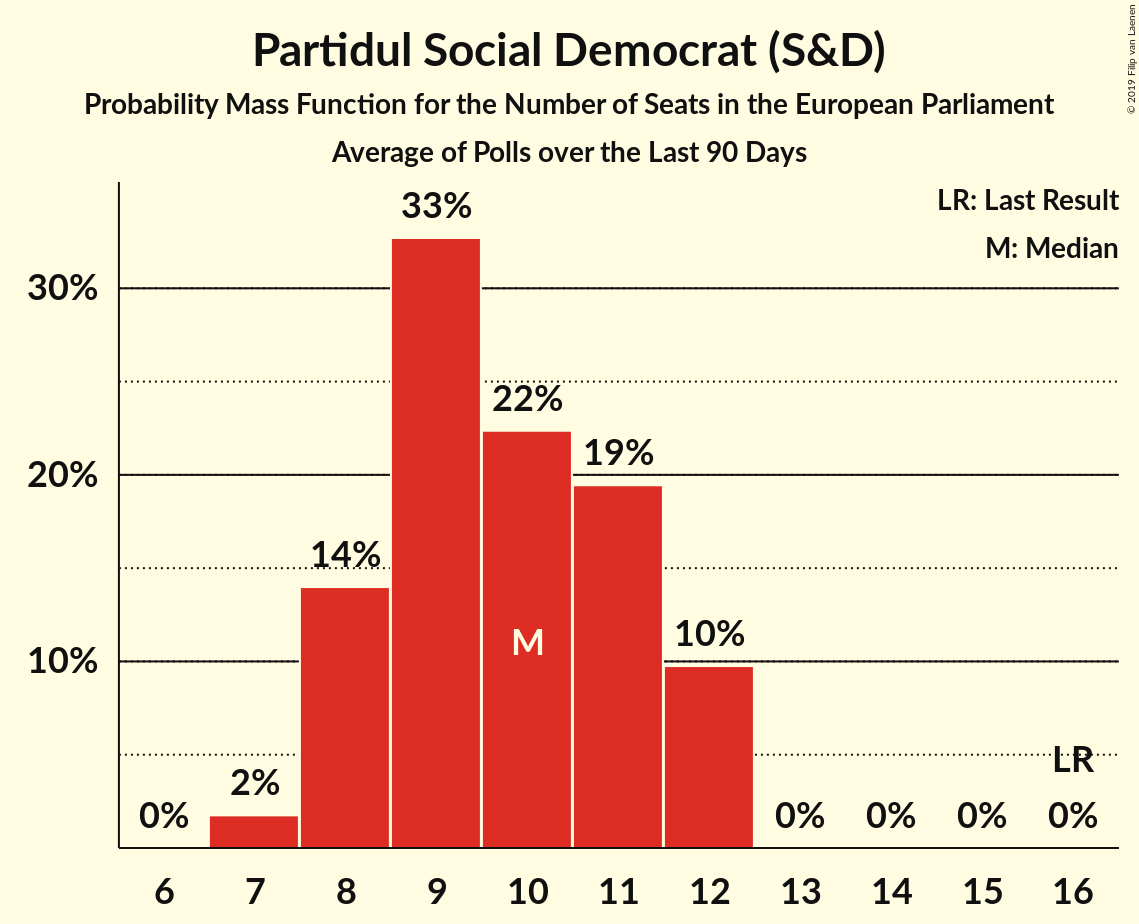 Partidul Social Democrat (S&D)
Probability Mass Function for the Number of Seats in the European Parliament
Average of Polls over the Last 90 Days
© 2019 Filip van Laenen
LR: Last Result
M: Median
30%
20%
10%
0%
2%
14%
33%
22%
19%
10%
0%
0%
0%
0%
M
LR
6 7 8 9 10 11 12 13 14 15 16